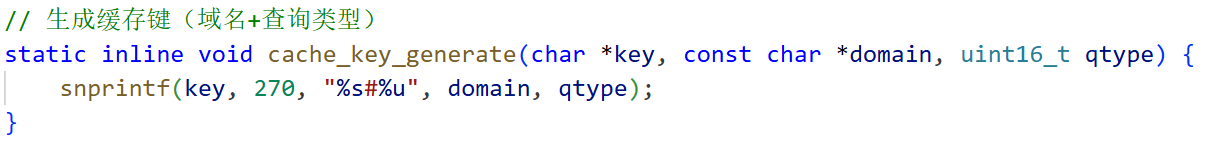 // 生成缓存键（域名+查询类型）
static inline void cache_key_generate(char *key, const char *domain, uint16_t qtype) {
    snprintf(key, 270, "%s#%u", domain, qtype);
}